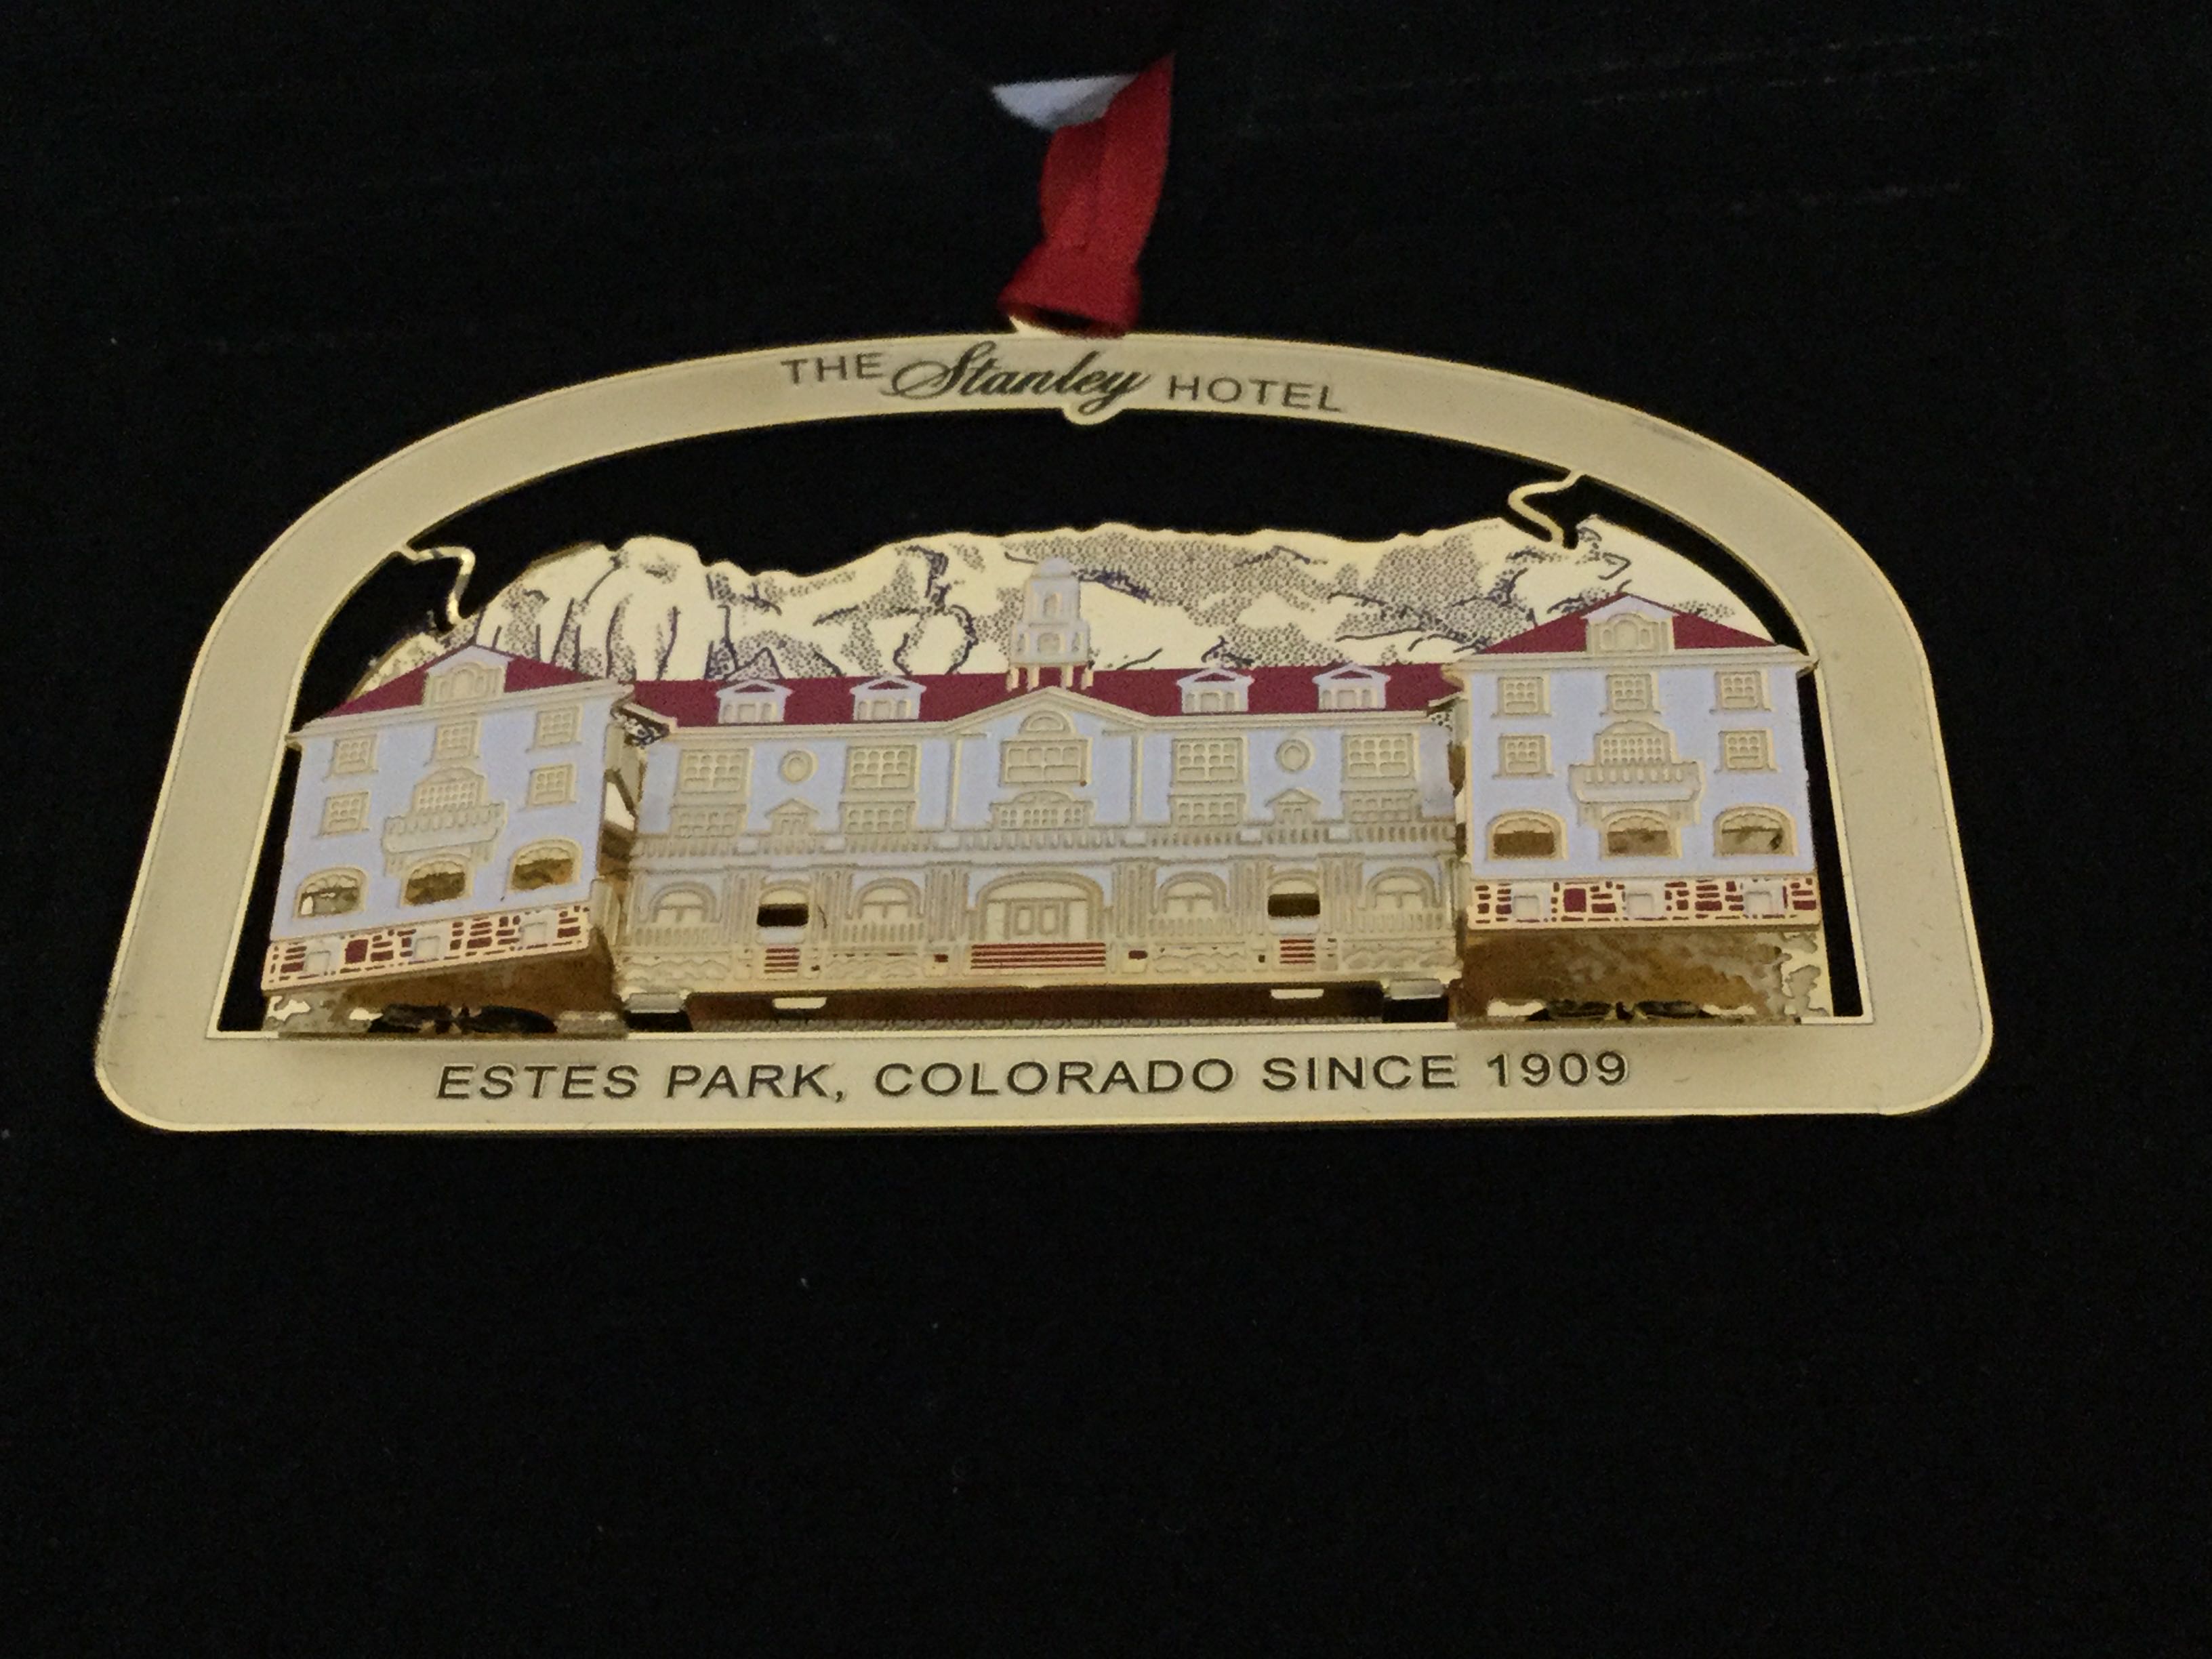 THE Stanley HOTEL
ESTES PARK, COLORADO SINCE 1909